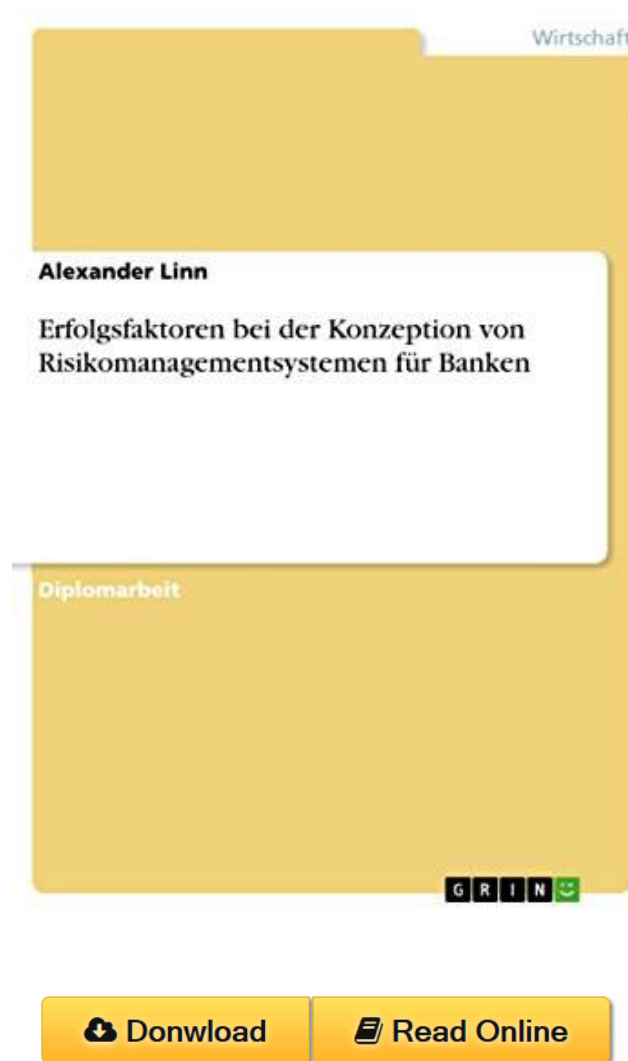 Wirtschaft
Alexander Linn
Erfolgsfaktoren bei der Konzeption von
Risikomanagementsystemen für Banken
Diplomarbeit
GRIN
Donwload
Read Online